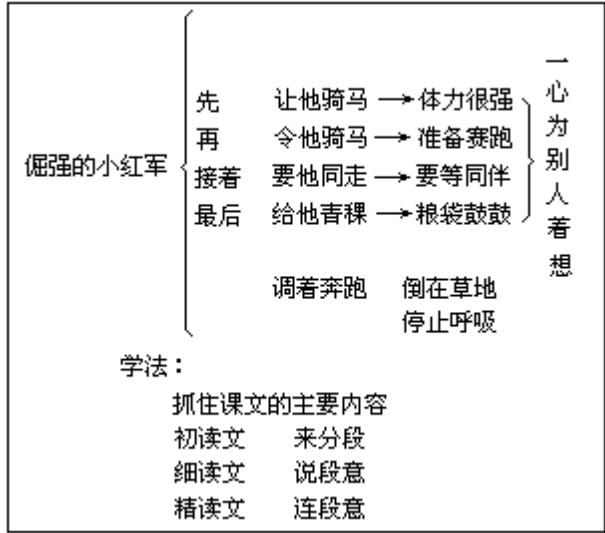 先 让他骑马→体力很强
再 令他骑马→准备赛跑
倔强的小红军
接着 要他同走→要等同伴
最后 给他青稞→粮袋鼓鼓
一心为别人着想
调着奔跑 倒在草地
停止呼吸
学法：
抓住课文的主要内容
初读文 来分段
细读文 说段意
精读文 连段意